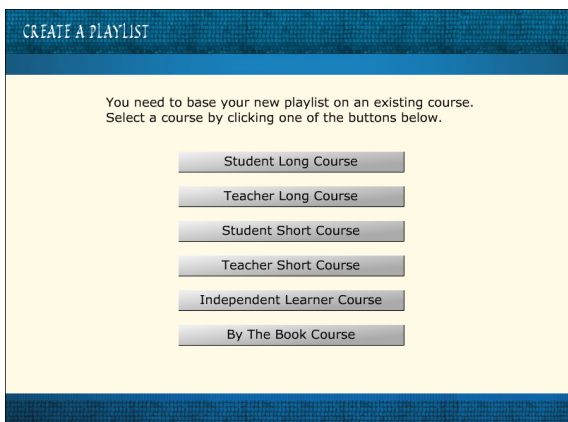 CREATE A PLAYLIST
You need to base your new playlist on an existing course.
Select a course by clicking one of the buttons below.
Student Long Course
Teacher Long Course
Student Short Course
Teacher Short Course
Independent Learner Course
By The Book Course